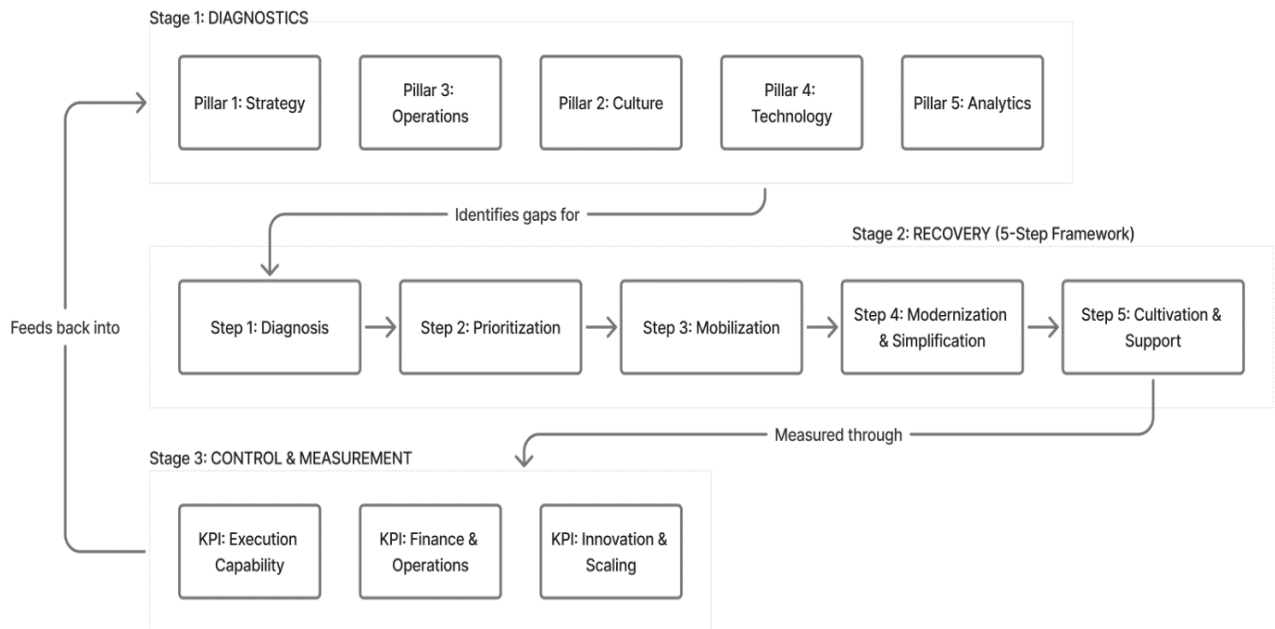 Stage 1: DIAGNOSTICS
Pillar 1: Strategy
Pillar 3:
Operations
Pillar 2: Culture
Pillar 4:
Technology
Pillar 5: Analytics
Identifies gaps for
Stage 2: RECOVERY (5-Step Framework)
Feeds back into
Step 1: Diagnosis
Step 2: Prioritization
Step 3: Mobilization
Step 4: Modernization
& Simplification
Step 5: Cultivation &
Support
Measured through
Stage 3: CONTROL & MEASUREMENT
KPI: Execution
Capability
KPI: Finance &
Operations
KPI: Innovation &
Scaling